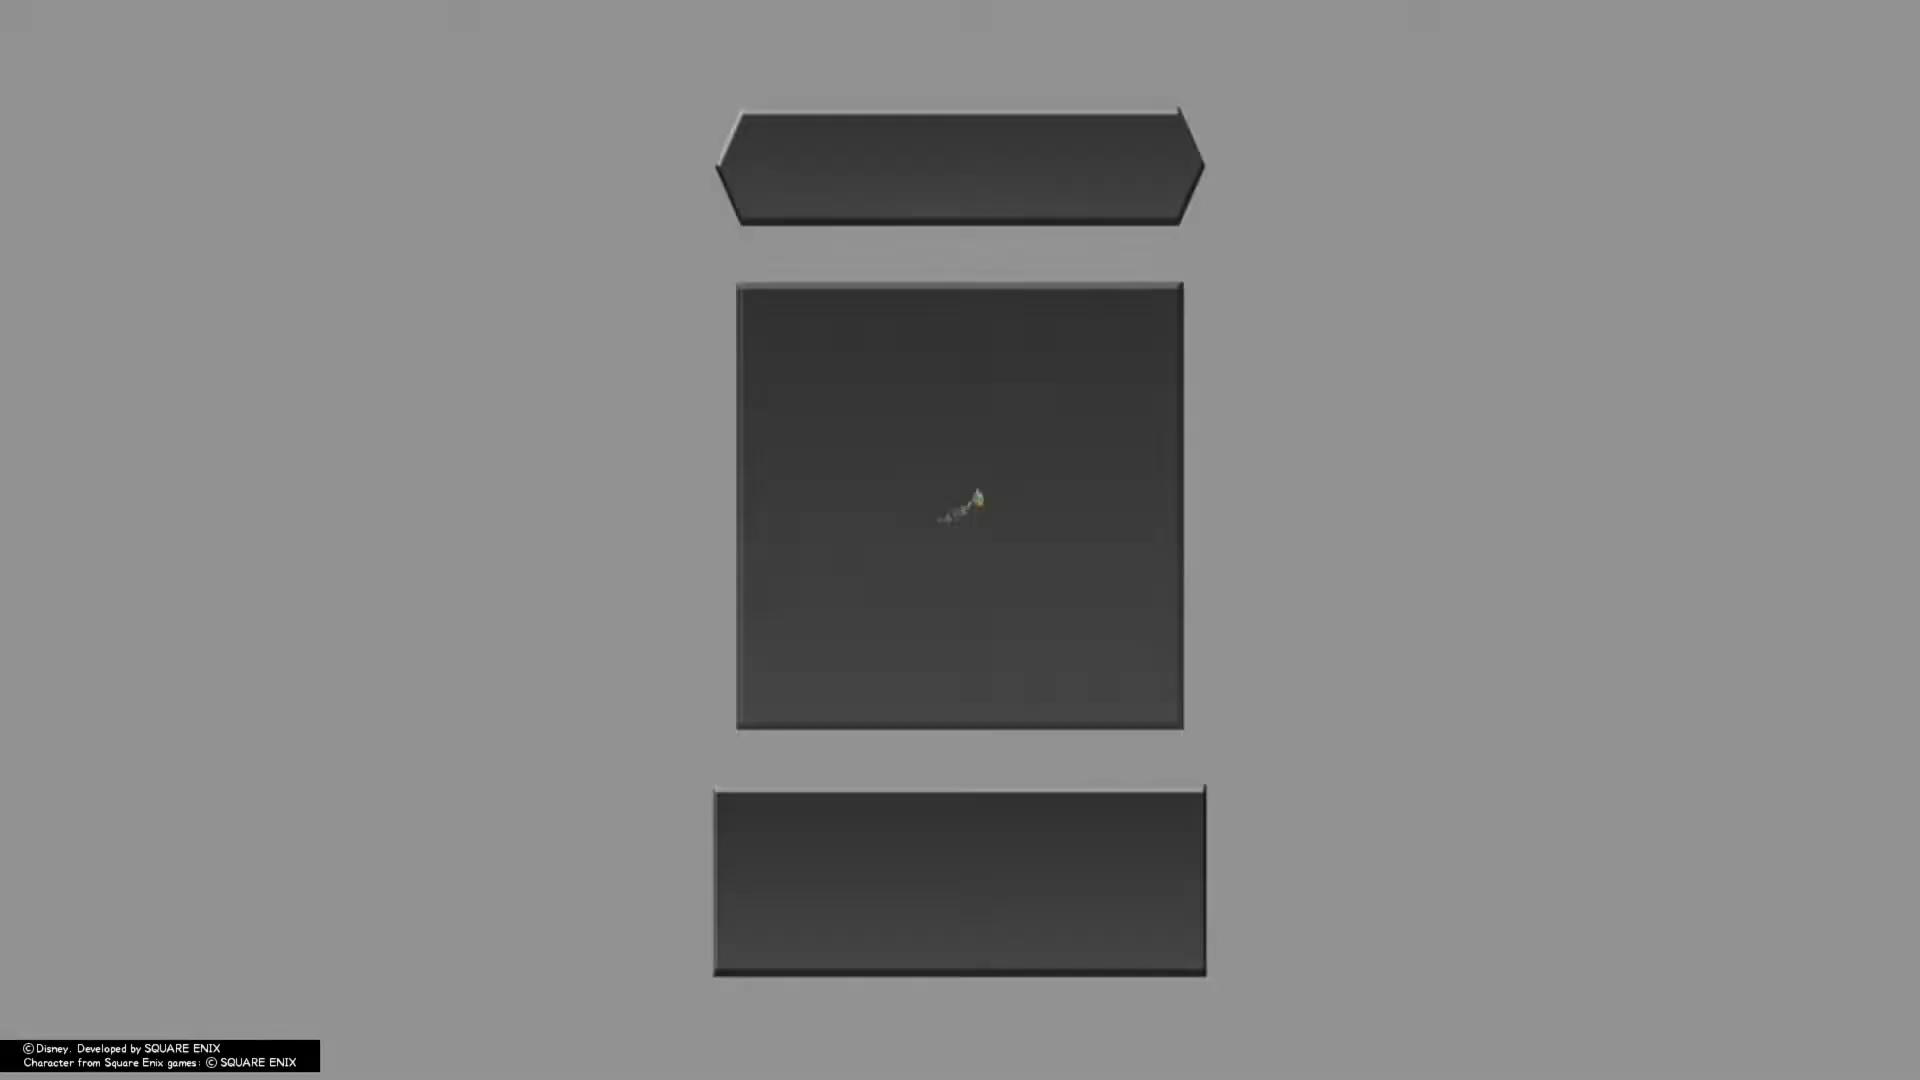 ©Disney. Developed by SQUARE ENIX
Character from Square Enix games: © SQUARE ENIX